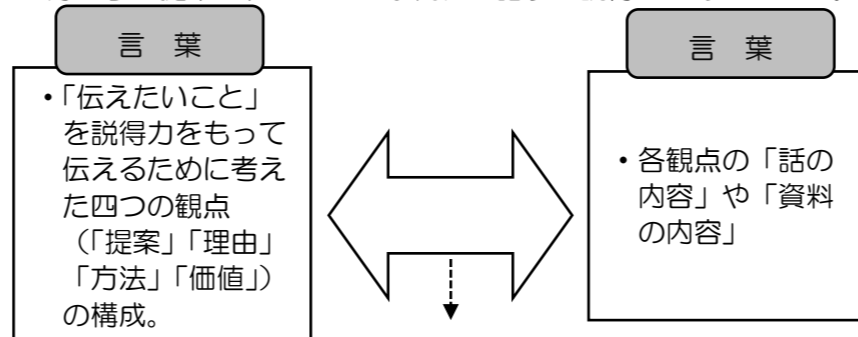 言 葉
・「伝えたいこと」
を説得力をもって
伝えるために考え
た四つの観点
（「提案」「理由」
「方法」「価値」）
の構成。
言 葉
・各観点の「話の
内容」や「資料
の内容」